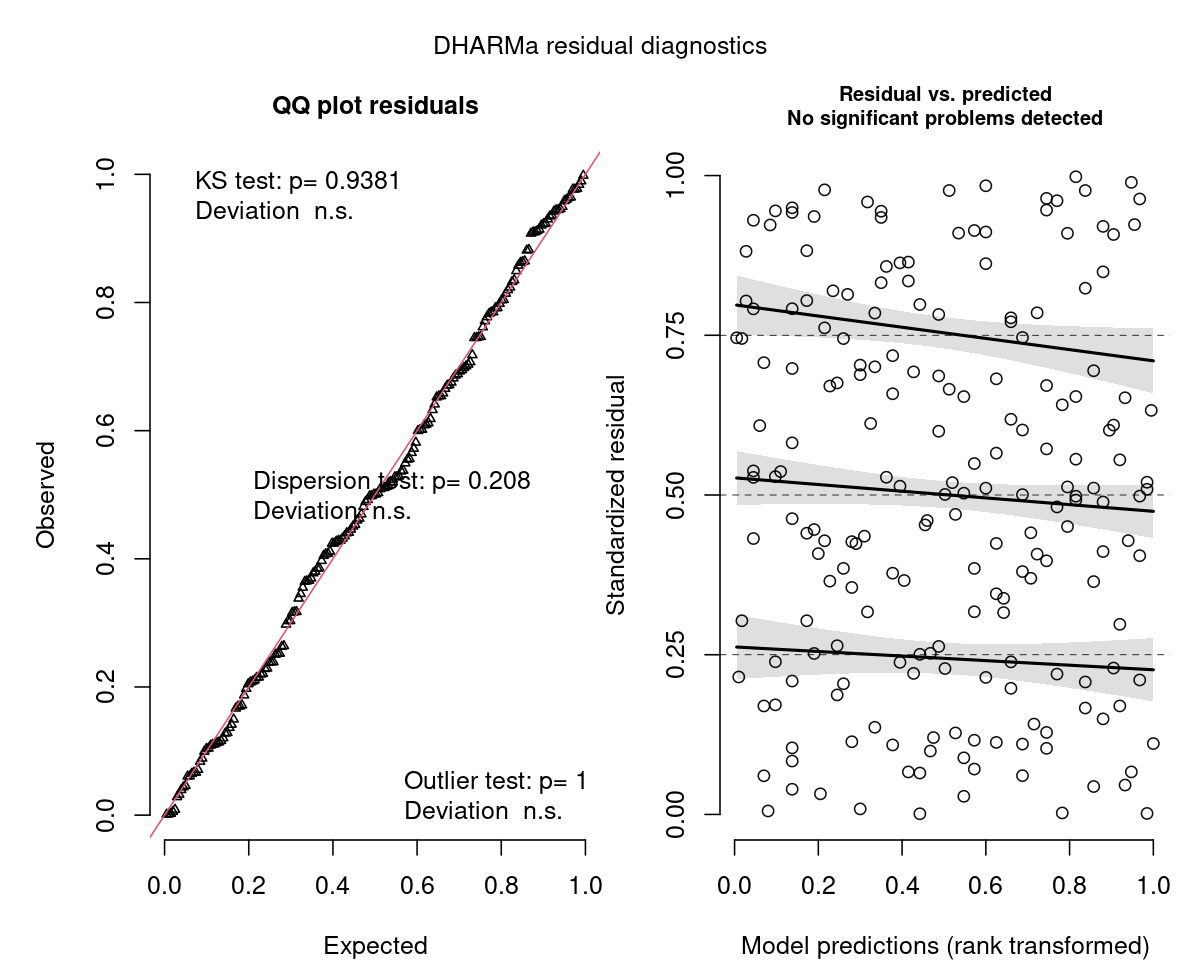 DHARMa residual diagnostics
QQ plot residuals
KS test: p= 0.9381
Deviation n.s.
Dispersion test: p= 0.208
Deviation n.s.
Outlier test: p= 1
Deviation n.s.
Observed
1.0
0.8
0.6
0.4
0.2
0.0
0.0 0.2 0.4 0.6 0.8 1.0
Expected
Residual vs. predicted
No significant problems detected
Standardized residual
1.00
0.75
0.50
0.25
0.00
0.0 0.2 0.4 0.6 0.8 1.0
Model predictions (rank transformed)